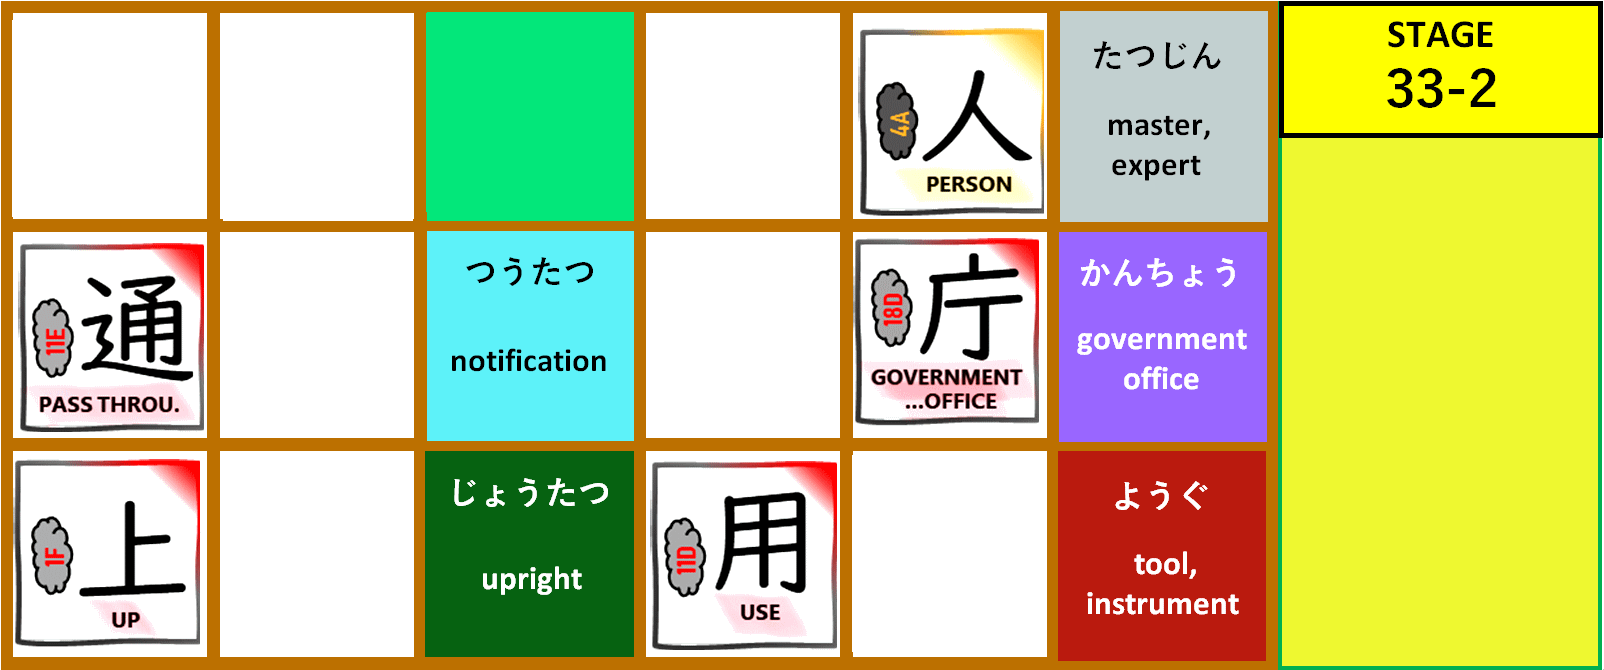 4A
人
PERSON
たつじん
master,
expert
STAGE
33-2
11E
通
PASS THROU.
つうたつ
notification
18D
庁
GOVERNMENT
...OFFICE
かんちょう
government
office
1F
上
UP
じょうたつ
upright
11D
用
USE
ようぐ
tool,
instrument